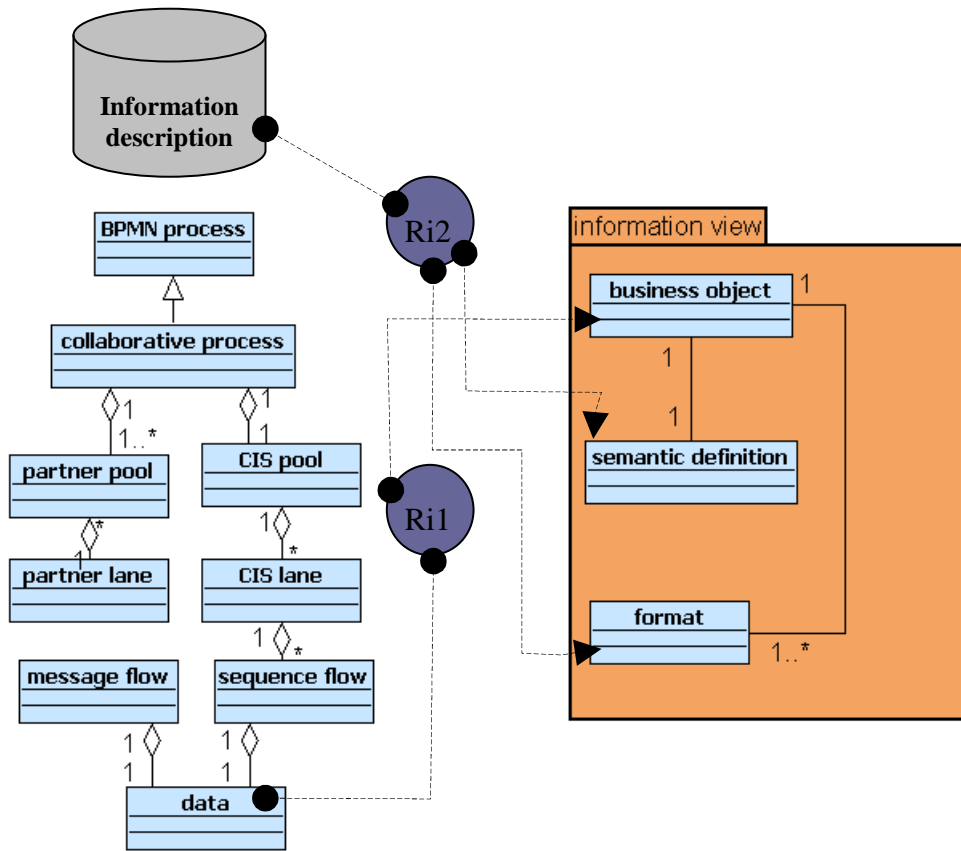 Information
description
BPMN process
Ri2
information view
business object
1
collaborative process
1
1
1..*
1
1
1
partner pool
CIS pool
semantic definition
*
1
1
*
Ri1
partner lane
CIS lane
format
1
*
1..*
message flow
sequence flow
1
1
1
1
data